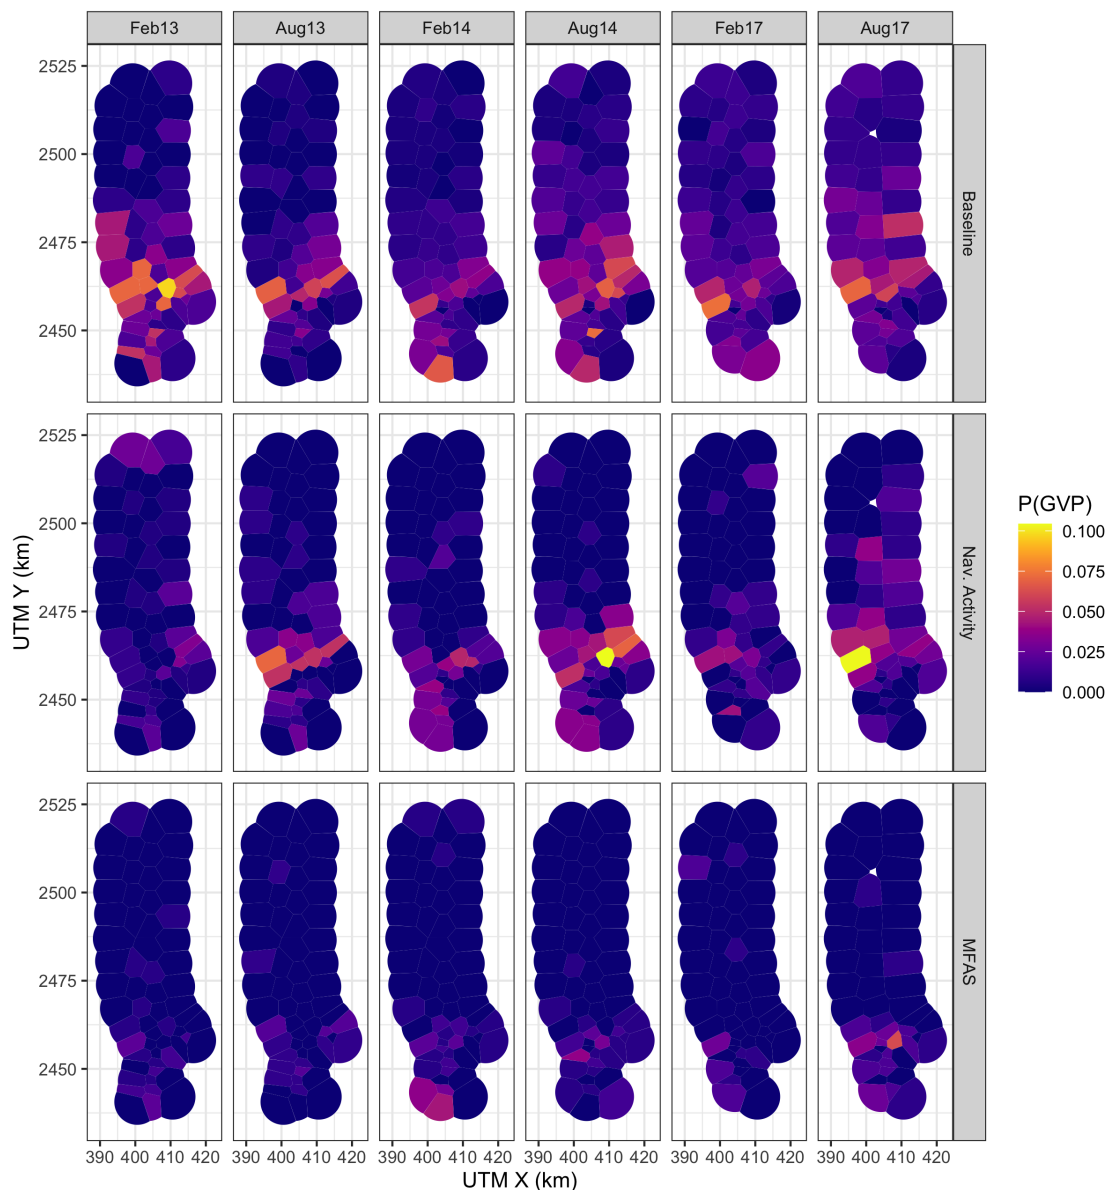 Feb13 Aug13 Feb14 Aug14 Feb17 Aug17
2525
2500
2475
2450
Baseline
2525
2500
2475
2450
Nav. Activity
2525
2500
2475
2450
MFAS
UTM Y (km)
390 400 410 420 390 400 410 420 390 400 410 420 390 400 410 420 390 400 410 420 390 400 410 420
UTM X (km)
P(GVP)
0.100
0.075
0.050
0.025
0.000